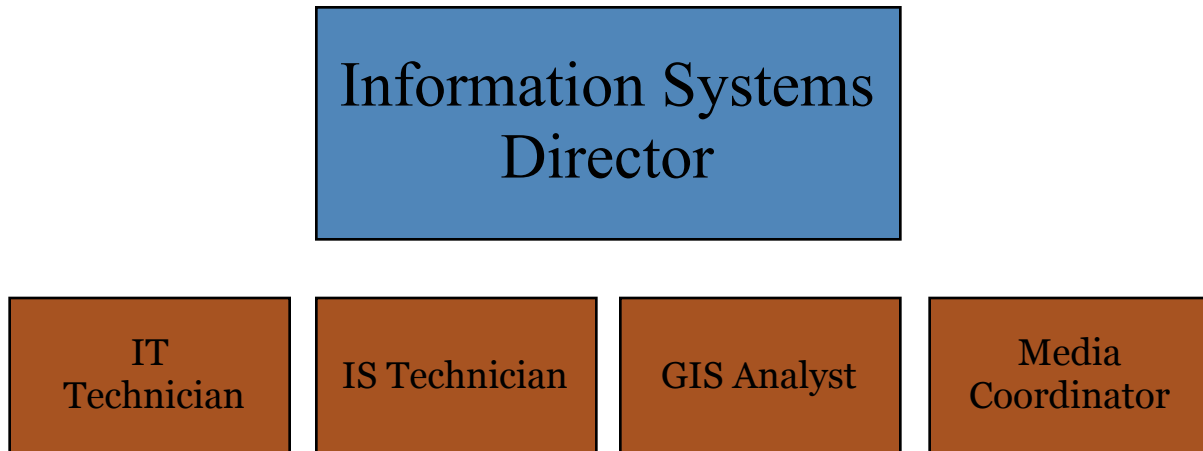 Information Systems
Director
IT
Technician
IS Technician
GIS Analyst
Media
Coordinator